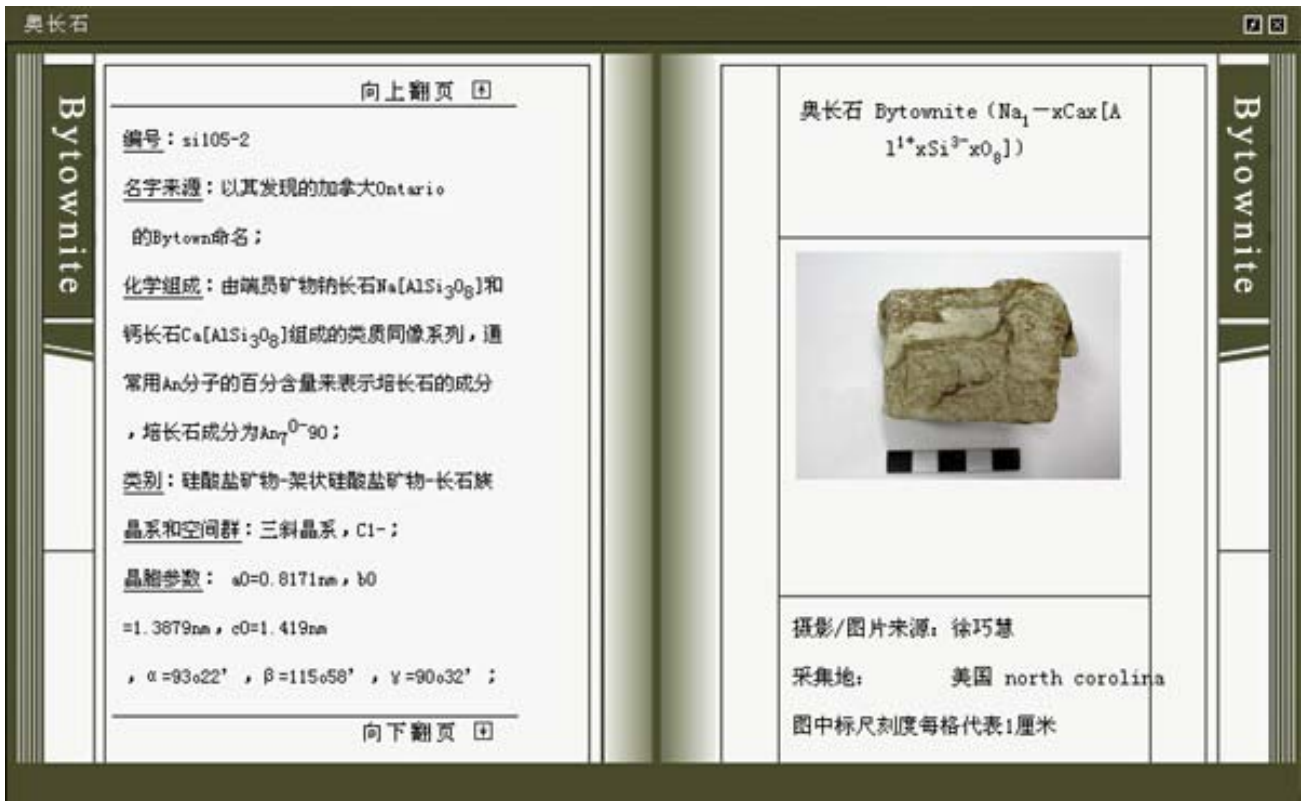 奥长石
Bytownite
向上翻页
编号：si105-2
名字来源：以其发现的加拿大Ontario
的Bytown命名；
化学组成：由端员矿物钠长石Na[AlSi3O8]和
钙长石Ca[AlSi3O8]组成的类质同像系列，通
常用An分子的百分含量来表示培长石的成分
，培长石成分为An7 0-90；
类别：硅酸盐矿物-架状硅酸盐矿物-长石族
晶系和空间群：三斜晶系，C1-；
晶胞参数： a0=0.8171nm，b0
=1.3879nm，c0=1.419nm
，α=93o22’，β=115o58’，γ=90o32’；
向下翻页
奥长石 Bytownite（Na1—xCax[A
l1+xSi3-xO8]）
摄影/图片来源：徐巧慧
采集地： 美国 north corolina
图中标尺刻度每格代表1厘米
Bytownite